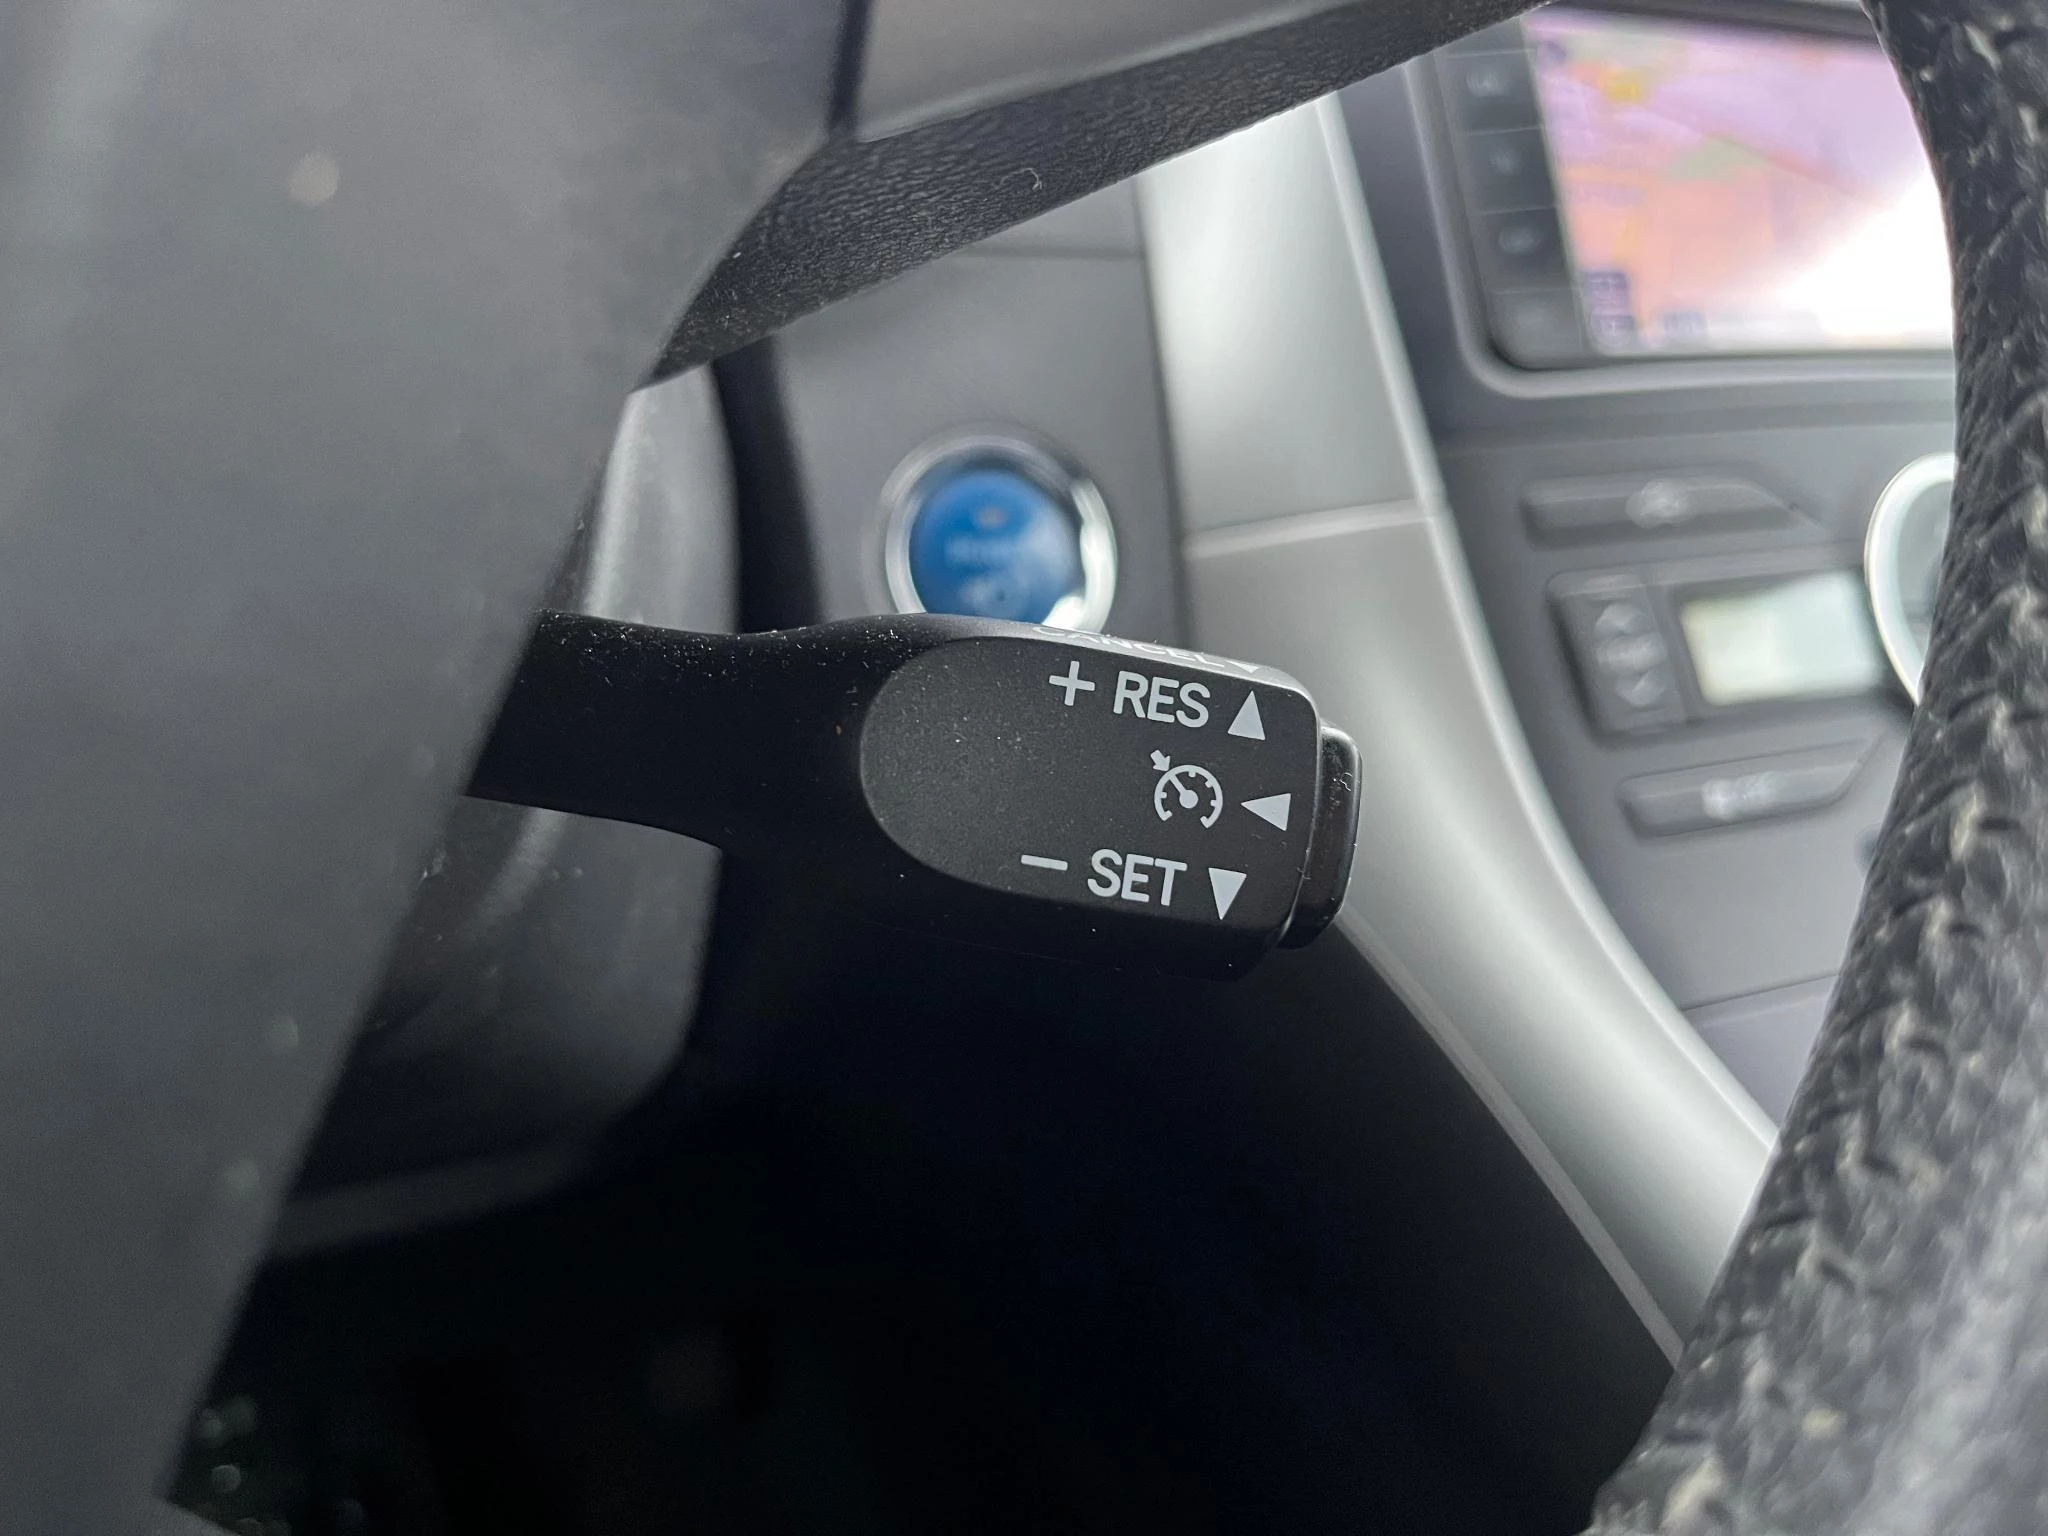 CANCEL ▼
+ RES ▲
◀
− SET ▼